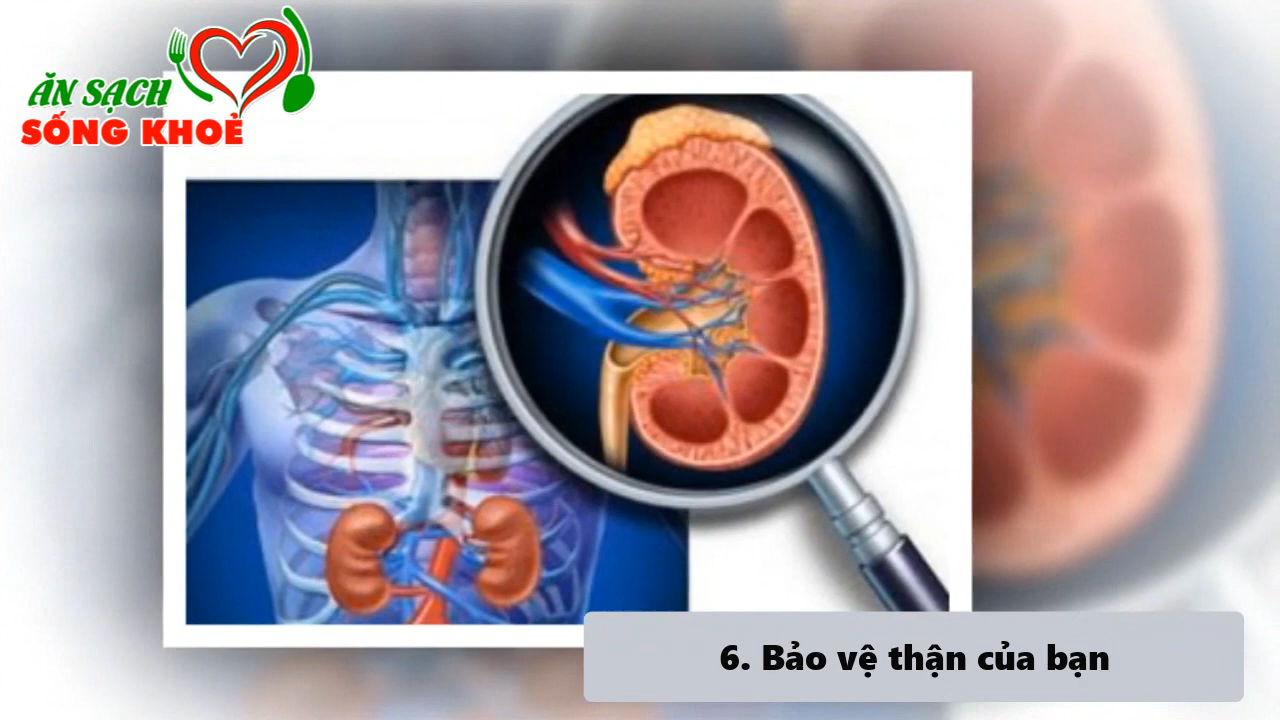 ĂN SẠCH
SỐNG KHOẺ
6. Bảo vệ thận của bạn